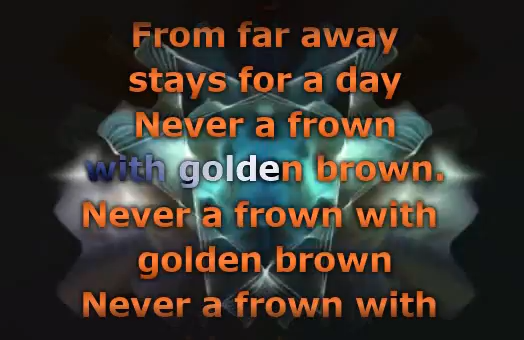 From far away
stays for a day
Never a frown
with golden brown.
Never a frown with
golden brown
Never a frown with